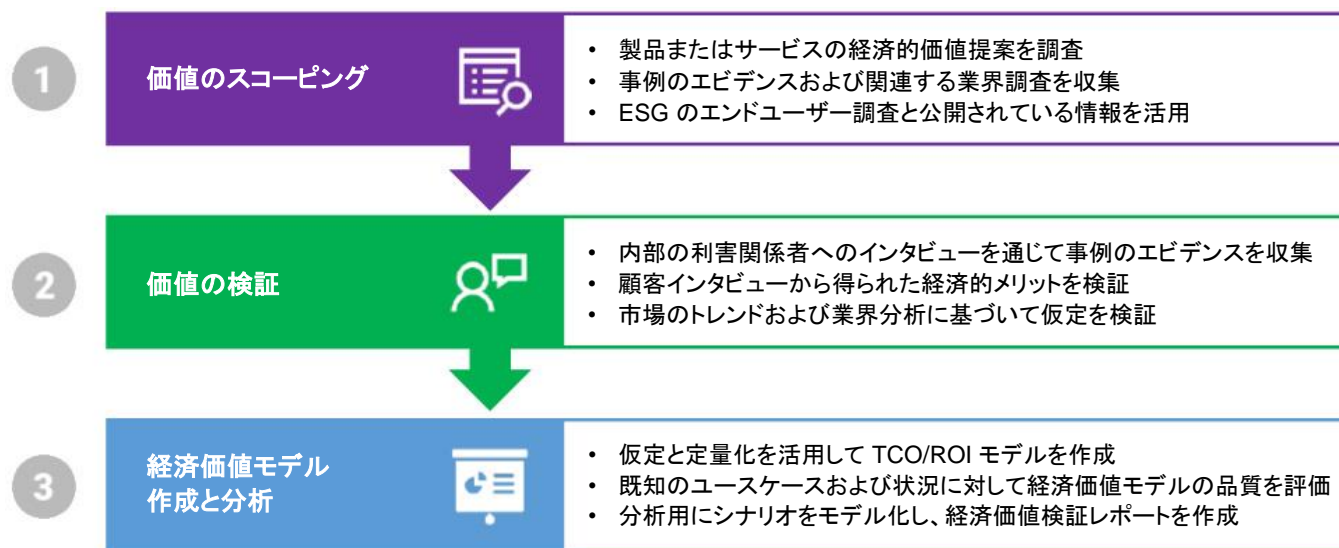 1
価値のスコーピング
• 製品またはサービスの経済的価値提案を調査
• 事例のエビデンスおよび関連する業界調査を収集
• ESG のエンドユーザー調査と公開されている情報を活用
2
価値の検証
• 内部の利害関係者へのインタビューを通じて事例のエビデンスを収集
• 顧客インタビューから得られた経済的メリットを検証
• 市場のトレンドおよび業界分析に基づいて仮定を検証
3
経済価値モデル
作成と分析
• 仮定と定量化を活用して TCO/ROI モデルを作成
• 既知のユースケースおよび状況に対して経済価値モデルの品質を評価
• 分析用にシナリオをモデル化し、経済価値検証レポートを作成